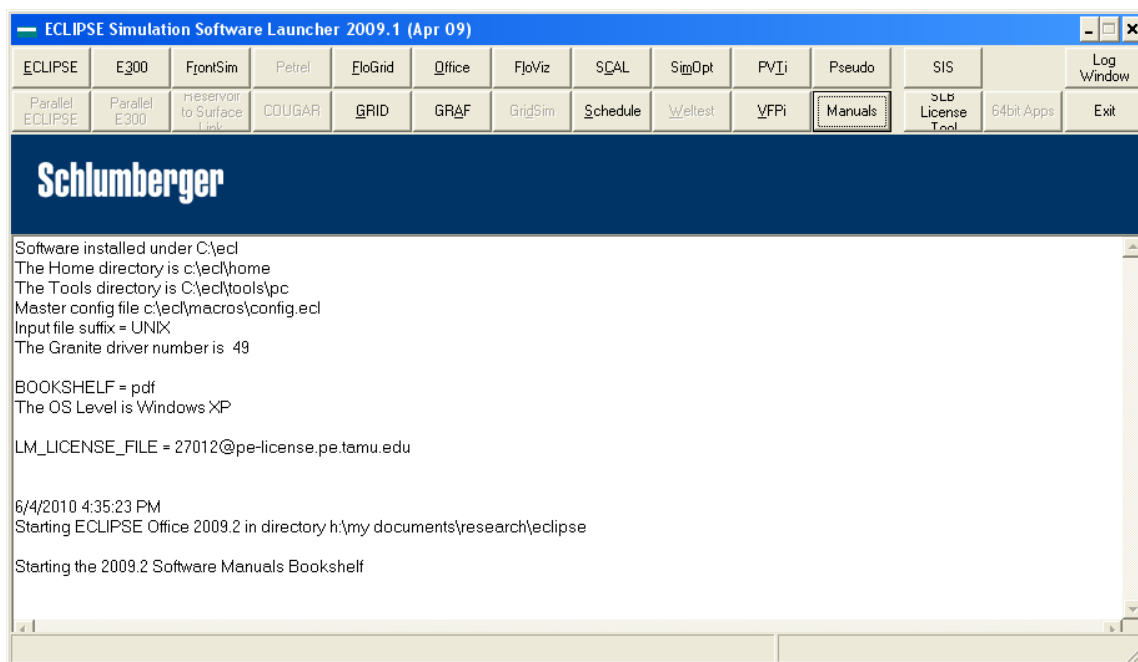 ECLIPSE Simulation Software Launcher 2009.1 (Apr 09)
ECLIPSE E300 FrontSim Petrel FloGrid Office FloViz SCAL SimOpt PVTi Pseudo SIS Log Window
Parallel ECLIPSE Parallel E300 Reservoir to Surface Link COUGAR GRID GRAF GridSim Schedule Weltest VFPi Manuals SLB License Tool 64bit Apps Exit
Schlumberger
Software installed under C:\ecl
The Home directory is c:\ecl\home
The Tools directory is C:\ecl\tools\pc
Master config file c:\ecl\macros\config.ecl
Input file suffix = UNIX
The Granite driver number is 49
BOOKSHELF = pdf
The OS Level is Windows XP
LM_LICENSE_FILE = 27012@pe-license.pe.tamu.edu
6/4/2010 4:35:23 PM
Starting ECLIPSE Office 2009.2 in directory h:\my documents\research\eclipse
Starting the 2009.2 Software Manuals Bookshelf